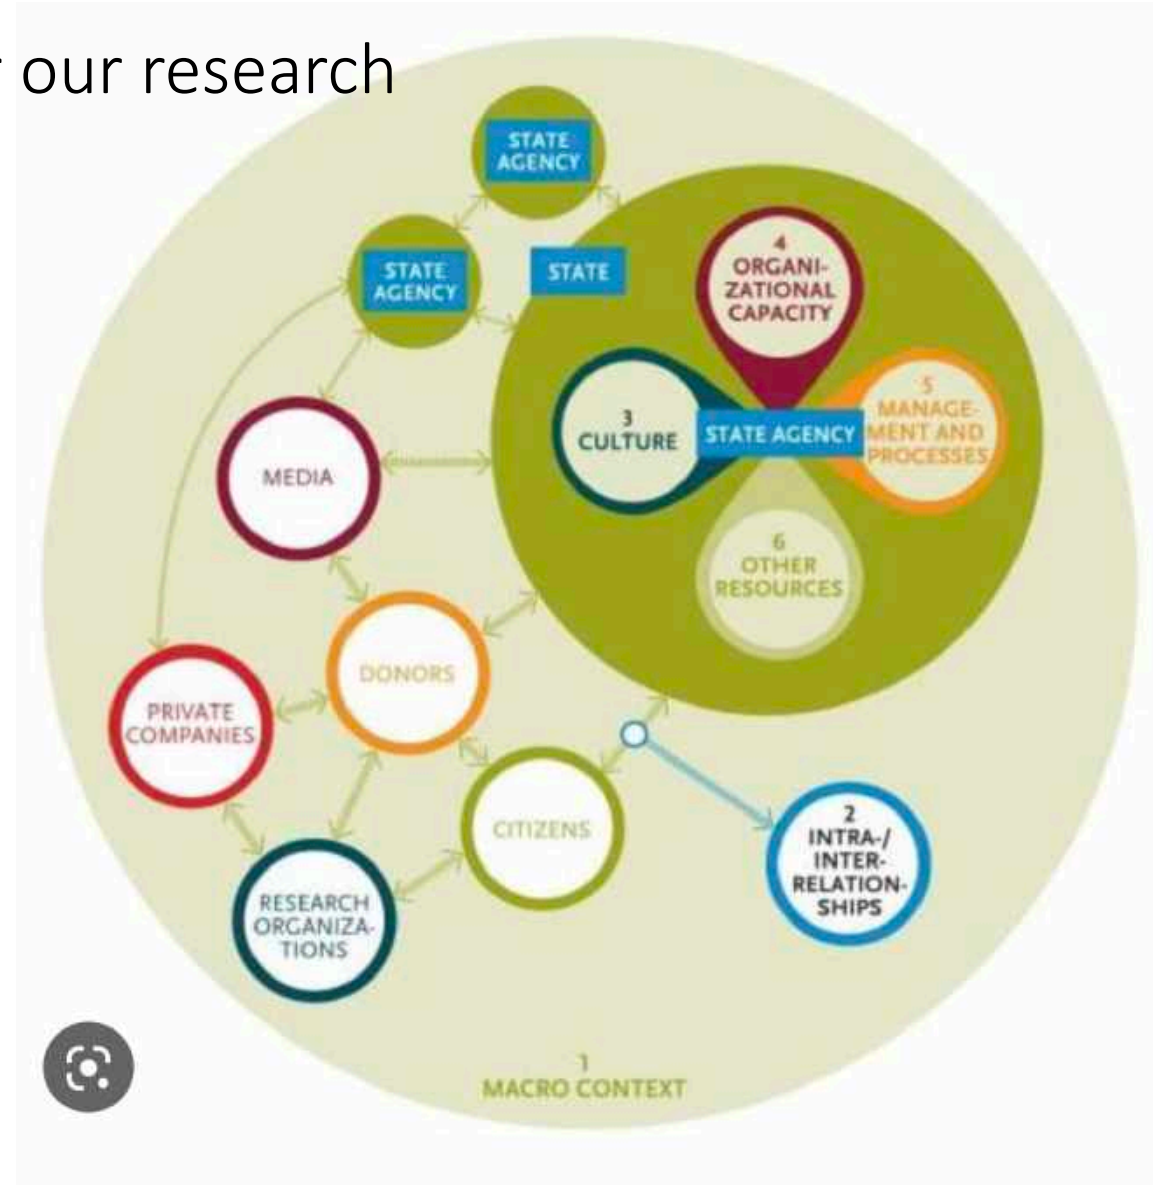 our research
STATE
AGENCY
STATE
AGENCY
STATE
4
ORGANI-
ZATIONAL
CAPACITY
3
CULTURE
STATE AGENCY
5
MANAGE-
MENT AND
PROCESSES
6
OTHER
RESOURCES
MEDIA
DONORS
PRIVATE
COMPANIES
CITIZENS
RESEARCH
ORGANIZA-
TIONS
2
INTRA-/
INTER-
RELATION-
SHIPS
1
MACRO CONTEXT